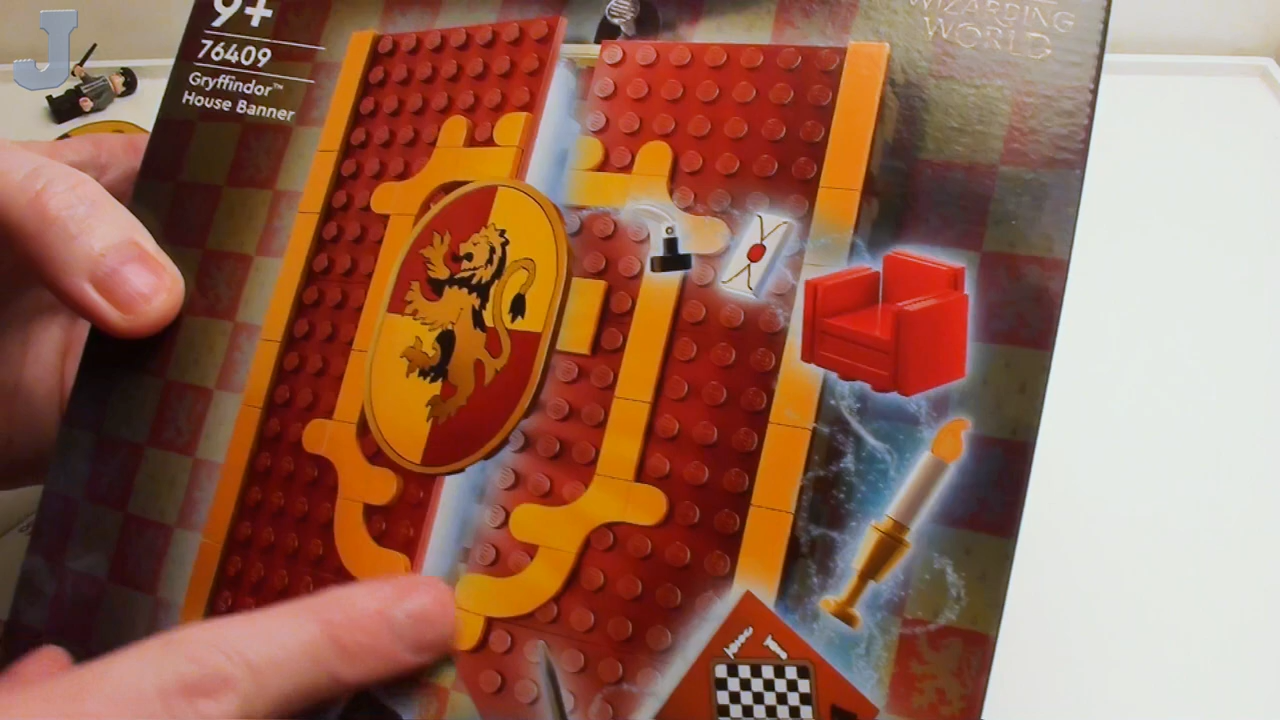 J
9+
76409
Gryffindor™
House Banner
WIZARDING
WORLD